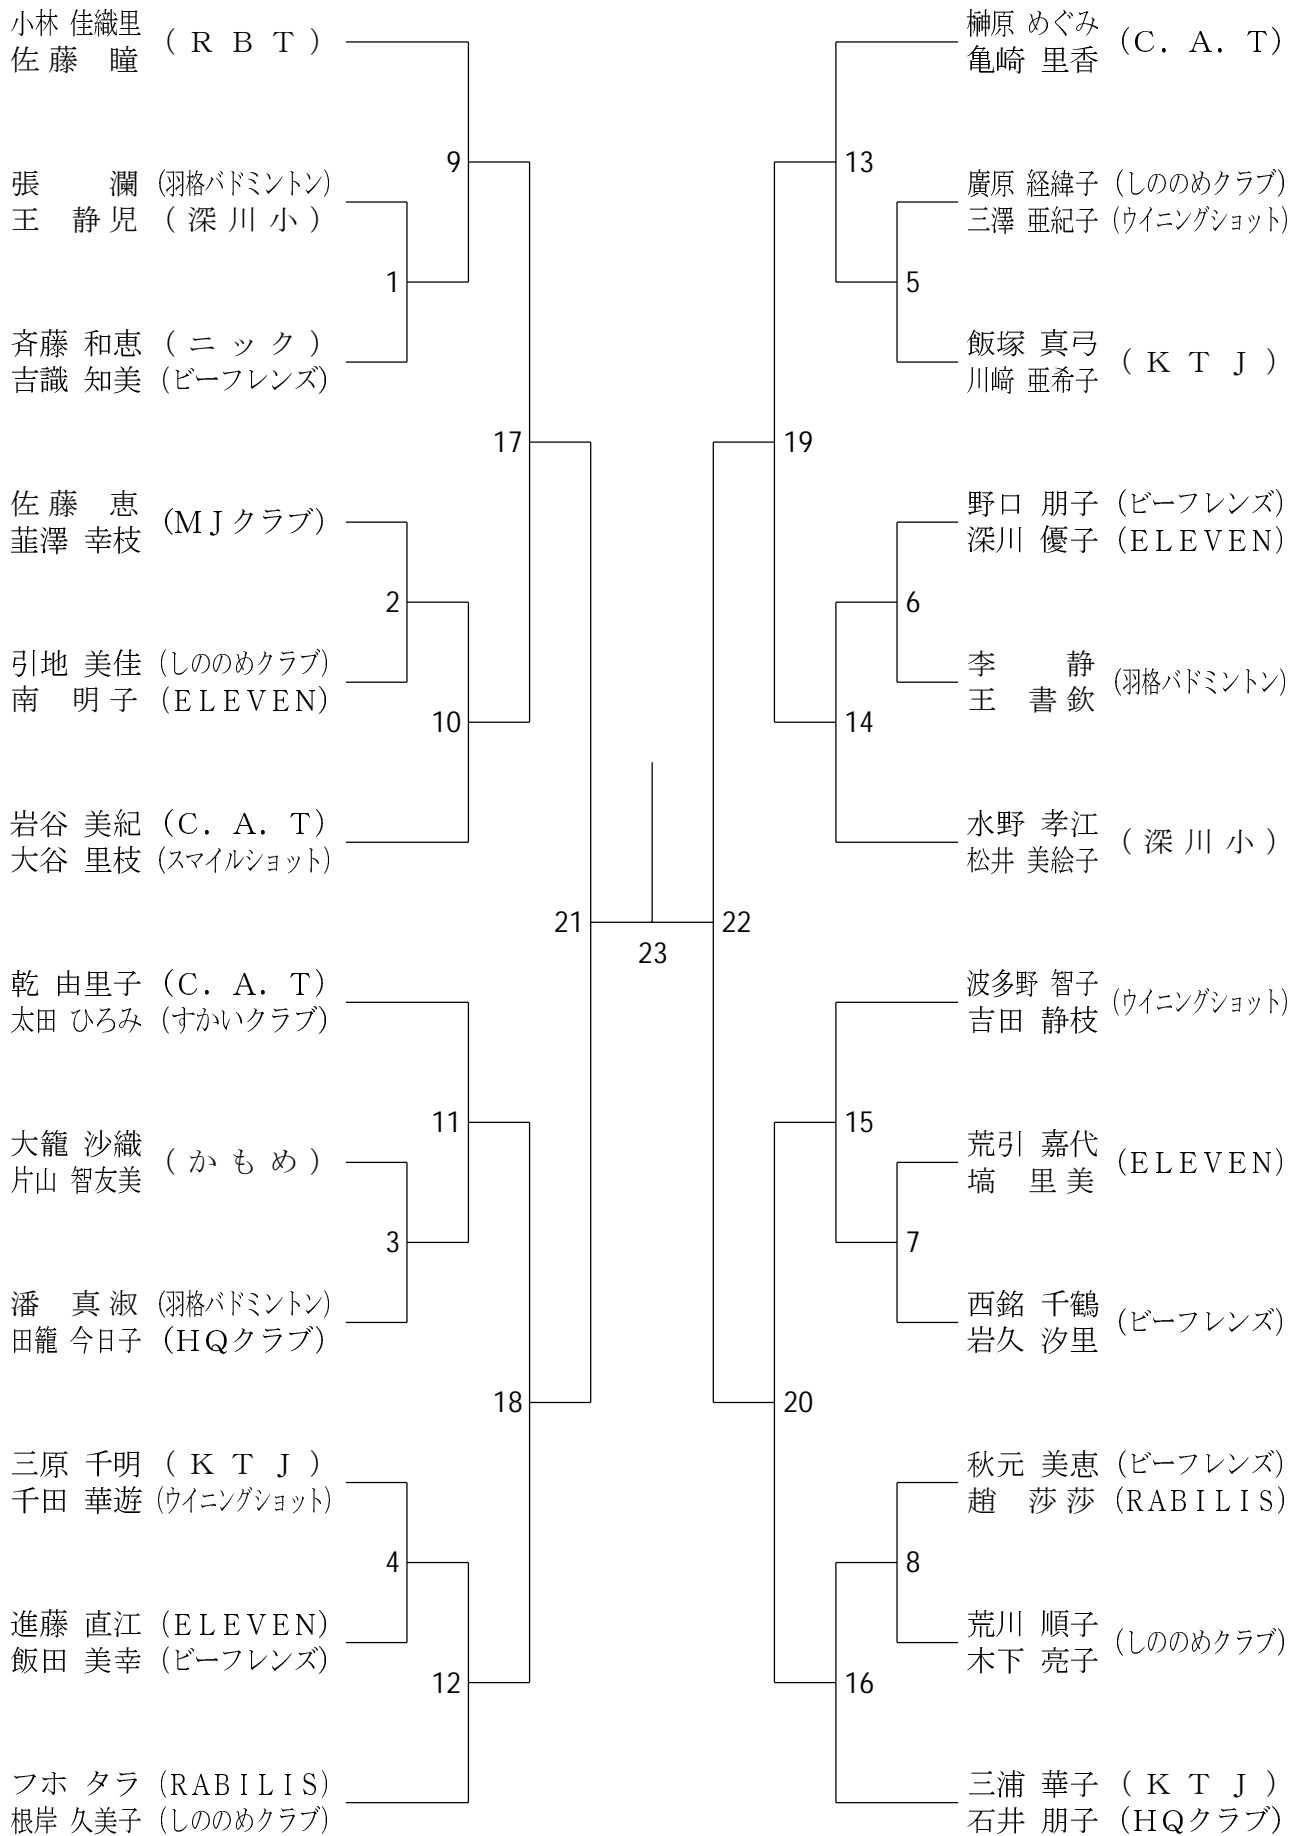 小林 佳織里 (ＲＢＴ)
佐藤 瞳
9
張 瀾 (羽格バドミントン)
王 静児 (深川小)
1
斉藤 和恵 (ニック)
吉識 知美 (ビーフレンズ)
17
佐藤 恵 (ＭＪクラブ)
韮澤 幸枝
2
引地 美佳 (しののめクラブ)
南 明子 (ＥＬＥＶＥＮ)
10
岩谷 美紀 (Ｃ．Ａ．Ｔ)
大谷 里枝 (スマイルショット)
21
乾 由里子 (Ｃ．Ａ．Ｔ)
太田 ひろみ (すかいクラブ)
11
大籠 沙織 (かもめ)
片山 智友美
3
潘 真淑 (羽格バドミントン)
田籠 今日子 (ＨＱクラブ)
18
三原 千明 (ＫＴＪ)
千田 華遊 (ウイニングショット)
4
進藤 直江 (ＥＬＥＶＥＮ)
飯田 美幸 (ビーフレンズ)
12
フホ タラ (ＲＡＢＩＬＩＳ)
根岸 久美子 (しののめクラブ)
23
榊原 めぐみ (Ｃ．Ａ．Ｔ)
亀崎 里香
13
廣原 経緯子 (しののめクラブ)
三澤 亜紀子 (ウイニングショット)
5
飯塚 真弓 (ＫＴＪ)
川﨑 亜希子
19
野口 朋子 (ビーフレンズ)
深川 優子 (ＥＬＥＶＥＮ)
6
李 静 (羽格バドミントン)
王 書欽
14
水野 孝江 (深川小)
松井 美絵子
22
波多野 智子 (ウイニングショット)
吉田 静枝
15
荒引 嘉代 (ＥＬＥＶＥＮ)
塙 里美
7
西銘 千鶴 (ビーフレンズ)
岩久 汐里
20
秋元 美恵 (ビーフレンズ)
趙 莎莎 (ＲＡＢＩＬＩＳ)
8
荒川 順子 (しののめクラブ)
木下 亮子
16
三浦 華子 (ＫＴＪ)
石井 朋子 (ＨＱクラブ)